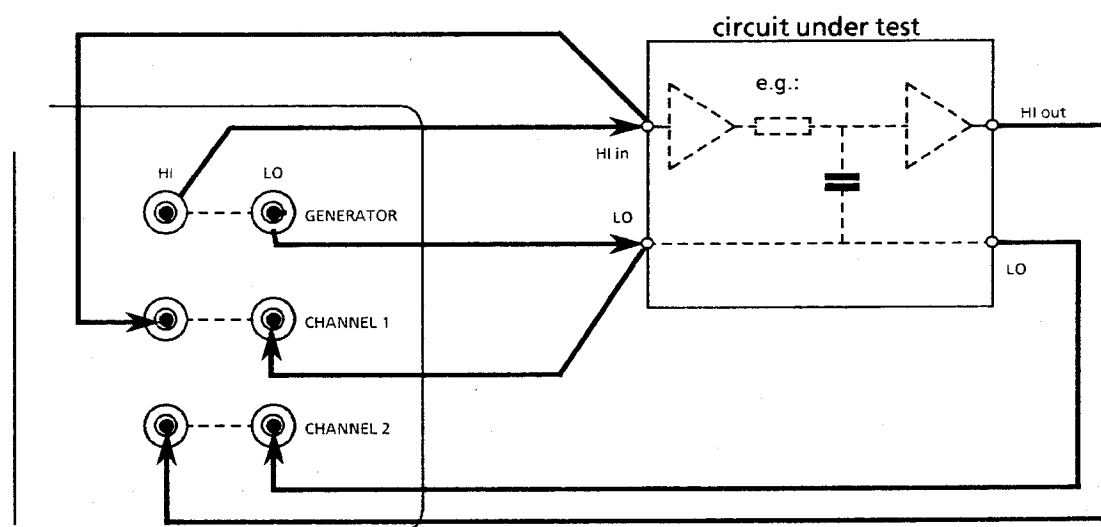 circuit under test
e.g.:
HI out
HI in
HI
LO
GENERATOR
LO
LO
CHANNEL 1
CHANNEL 2